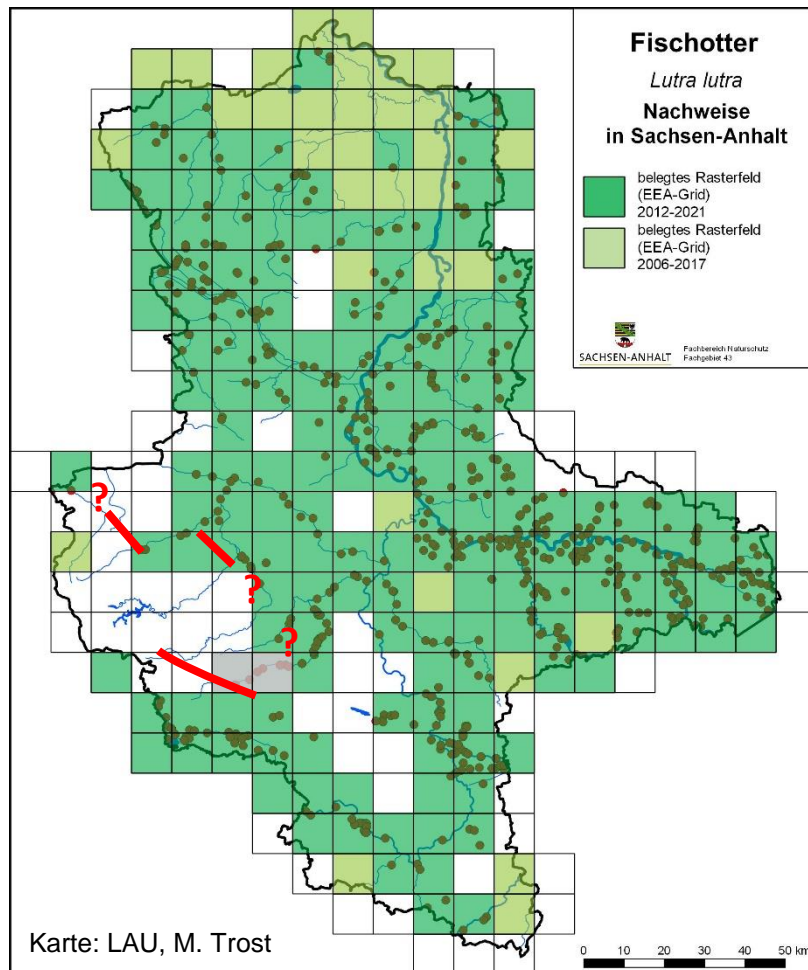 Fischotter
Lutra lutra
Nachweise
in Sachsen-Anhalt
belegtes Rasterfeld
(EEA-Grid)
2012-2021
belegtes Rasterfeld
(EEA-Grid)
2006-2017
SACHSEN-ANHALT
Fachbereich Naturschutz
Fachgebiet 43
?
?
?
Karte: LAU, M. Trost
0 10 20 30 40 50 km